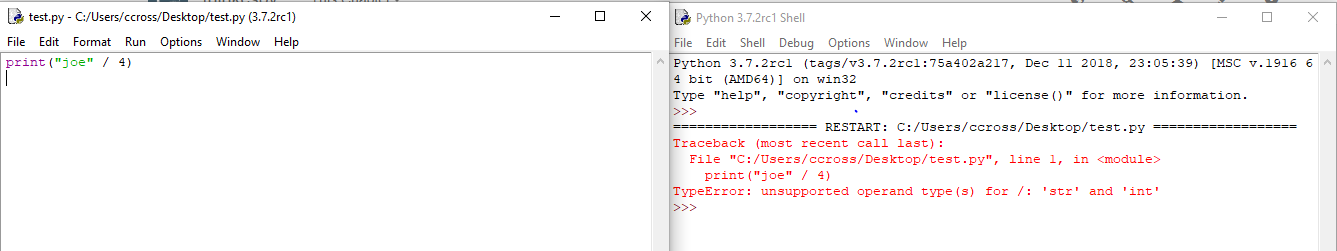 test.py - C:/Users/ccross/Desktop/test.py (3.7.2rc1)
File Edit Format Run Options Window Help
print("joe" / 4)
Python 3.7.2rc1 Shell
File Edit Shell Debug Options Window Help
Python 3.7.2rc1 (tags/v3.7.2rc1:75a402a217, Dec 11 2018, 23:05:39) [MSC v.1916 6
4 bit (AMD64)] on win32
Type "help", "copyright", "credits" or "license()" for more information.
>>>
================== RESTART: C:/Users/ccross/Desktop/test.py ==================
Traceback (most recent call last):
  File "C:/Users/ccross/Desktop/test.py", line 1, in <module>
    print("joe" / 4)
TypeError: unsupported operand type(s) for /: 'str' and 'int'
>>>